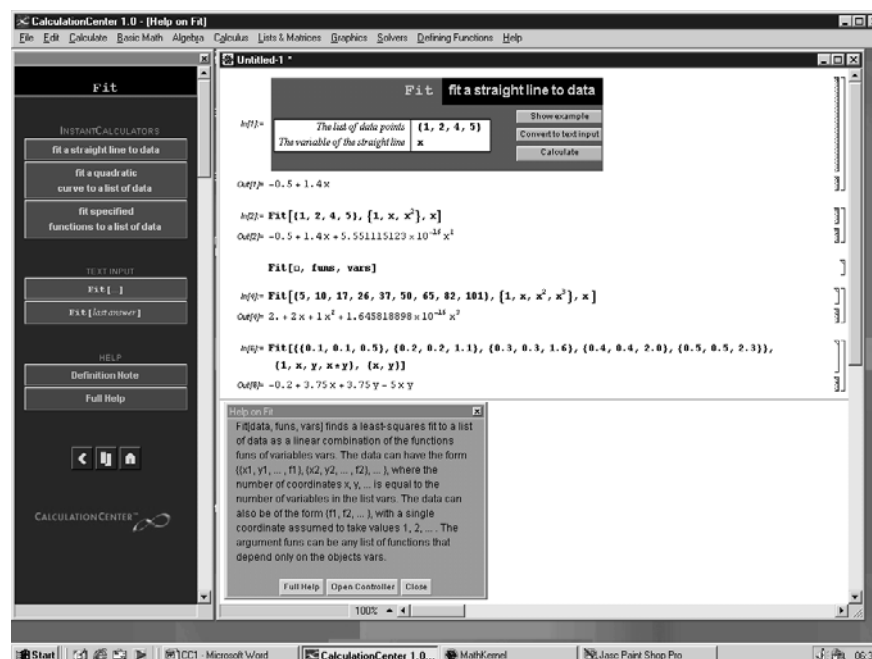 CalculationCenter 1.0 - [Help on Fit]
File Edit Calculate Basic Math Algebra Calculus Lists & Matrices Graphics Solvers Defining Functions Help
Fit
INSTANTCALCULATORS
fit a straight line to data
fit a quadratic
curve to a list of data
fit specified
functions to a list of data
TEXT INPUT
Fit[…]
Fit[last answer]
HELP
Definition Note
Full Help
CALCULATIONCENTER™
Untitled-1 *
Fit fit a straight line to data
In[1]:=
The list of data points {1, 2, 4, 5}
The variable of the straight line x
Show example
Convert to text input
Calculate
Out[1]= -0.5 + 1.4 x
In[2]:= Fit[{1, 2, 4, 5}, {1, x, x²}, x]
Out[2]= -0.5 + 1.4 x + 5.551115123 × 10⁻¹⁶ x²
Fit[□, funs, vars]
In[4]:= Fit[{5, 10, 17, 26, 37, 50, 65, 82, 101}, {1, x, x², x³}, x]
Out[4]= 2. + 2 x + 1 x² + 1.645818898 × 10⁻¹⁵ x³
Fit[{{0.1, 0.1, 0.5}, {0.2, 0.2, 1.1}, {0.3, 0.3, 1.6}, {0.4, 0.4, 2.0}, {0.5, 0.5, 2.3}},
{1, x, y, x*y}, {x, y}]
-0.2 + 3.75 x + 3.75 y - 5 x y
Help on Fit
Fit[data, funs, vars] finds a least-squares fit to a list
of data as a linear combination of the functions
funs of variables vars. The data can have the form
{{x1, y1, ... , f1}, {x2, y2, ... , f2}, ... }, where the
number of coordinates x, y, ... is equal to the
number of variables in the list vars. The data can
also be of the form {f1, f2, ... }, with a single
coordinate assumed to take values 1, 2, ... . The
argument funs can be any list of functions that
depend only on the objects vars.
Full Help Open Controller Close
100%
Start CC1 - Microsoft Word CalculationCenter 1.0... MathKernel Jasc Paint Shop Pro